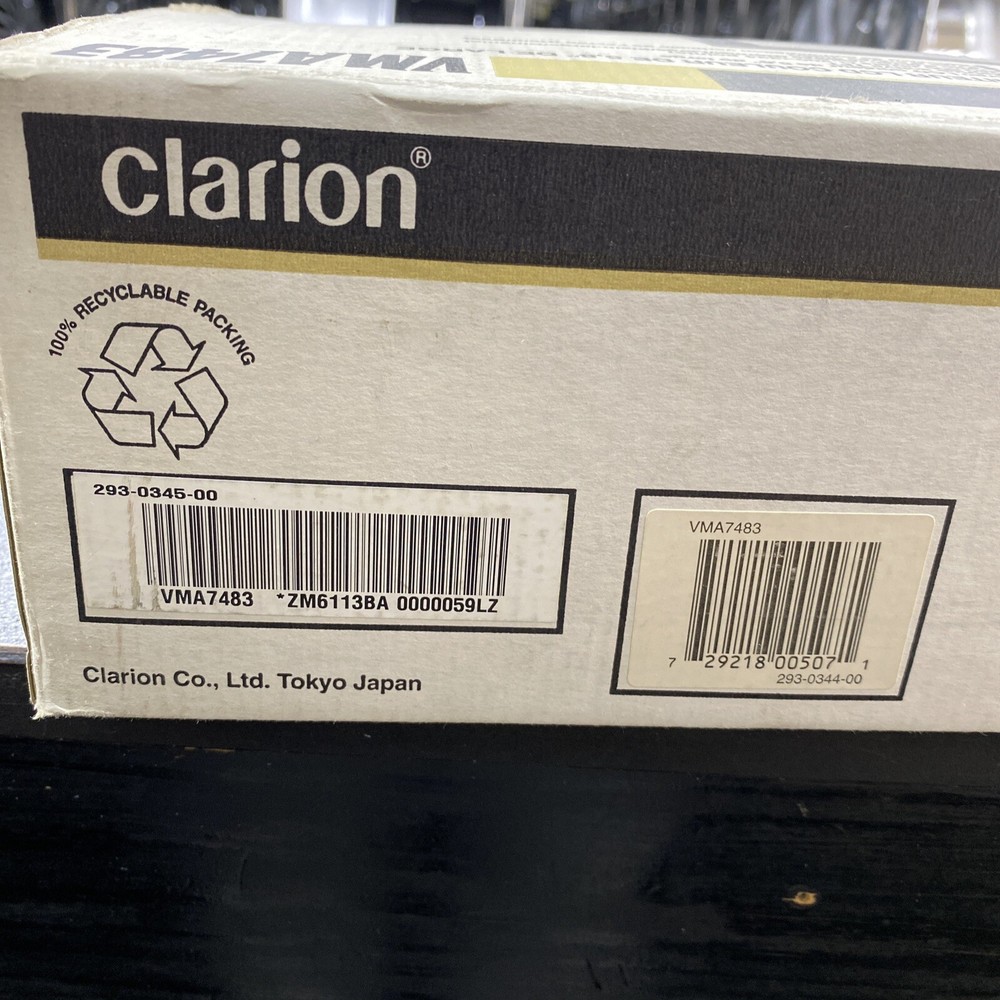 VMA7483
Clarion®
100% RECYCLABLE PACKING
293-0345-00
VMA7483 *ZM6113BA 0000059LZ
VMA7483
7 29218 00507 1
293-0344-00
Clarion Co., Ltd. Tokyo Japan